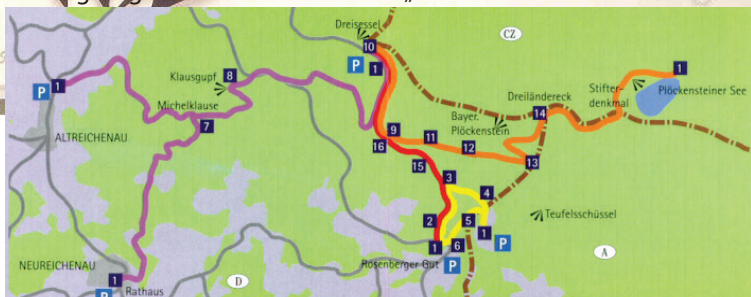 Dreisessel
CZ
10
P
1
8
Klausgupf
1
P
Michelklause
7
ALTREICHENAU
Dreiländereck
14
Stifter-
denkmal
1
Plöckensteiner See
Bayer.
Plöckenstein
9
11
12
13
16
15
3
4
2
5
Teufelsschüssel
1
6
1
P
P
Rosenberger Gut
A
NEUREICHENAU
1
P
Rathaus
D